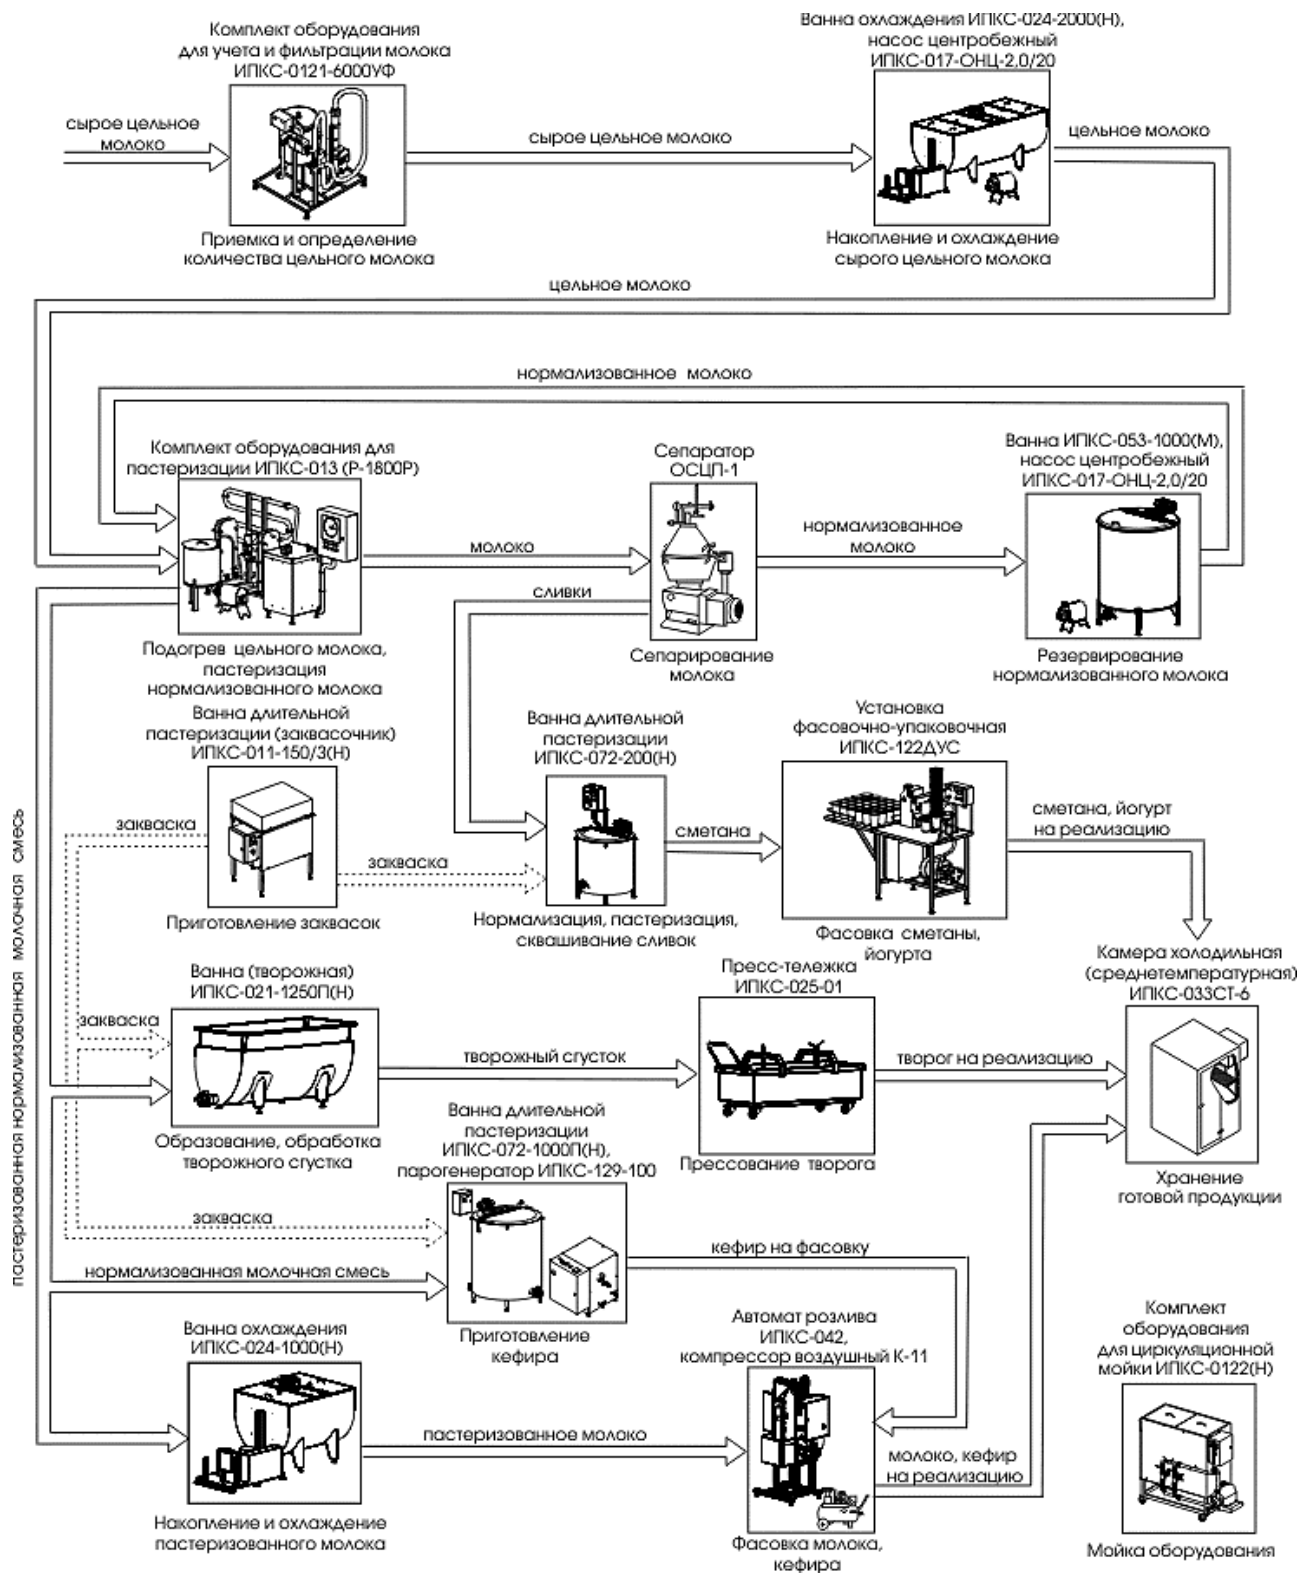 Комплект оборудования
для учета и фильтрации молока
ИПКС-0121-6000УФ
Ванна охлаждения ИПКС-024-2000(Н),
насос центробежный
ИПКС-017-ОНЦ-2,0/20
сырое цельное
молоко
сырое цельное молоко
цельное молоко
Приемка и определение
количества цельного молока
Накопление и охлаждение
сырого цельного молока
цельное молоко
нормализованное молоко
Комплект оборудования для
пастеризации ИПКС-013 (Р-1800Р)
Сепаратор
ОСЦП-1
Ванна ИПКС-053-1000(М),
насос центробежный
ИПКС-017-ОНЦ-2,0/20
молоко
нормализованное
молоко
сливки
Подогрев цельного молока,
пастеризация
нормализованного молока
Сепарирование
молока
Резервирование
нормализованного молока
Ванна длительной
пастеризации (заквасочник)
ИПКС-011-150/3(Н)
Ванна длительной
пастеризации
ИПКС-072-200(Н)
Установка
фасовочно-упаковочная
ИПКС-122ДУС
закваска
закваска
сметана
сметана, йогурт
на реализацию
Приготовление заквасок
Нормализация, пастеризация,
сквашивание сливок
Фасовка сметаны,
йогурта
пастеризованная нормализованная молочная смесь
Ванна (творожная)
ИПКС-021-1250П(Н)
Пресс-тележка
ИПКС-025-01
Камера холодильная
(среднетемпературная)
ИПКС-033СТ-6
закваска
творожный сгусток
творог на реализацию
Образование, обработка
творожного сгустка
Прессование творога
Хранение
готовой продукции
Ванна длительной
пастеризации
ИПКС-072-1000П(Н),
парогенератор ИПКС-129-100
закваска
нормализованная молочная смесь
кефир на фасовку
Приготовление
кефира
Ванна охлаждения
ИПКС-024-1000(Н)
Автомат розлива
ИПКС-042,
компрессор воздушный К-11
Комплект
оборудования
для циркуляционной
мойки ИПКС-0122(Н)
пастеризованное молоко
молоко, кефир
на реализацию
Накопление и охлаждение
пастеризованного молока
Фасовка молока,
кефира
Мойка оборудования